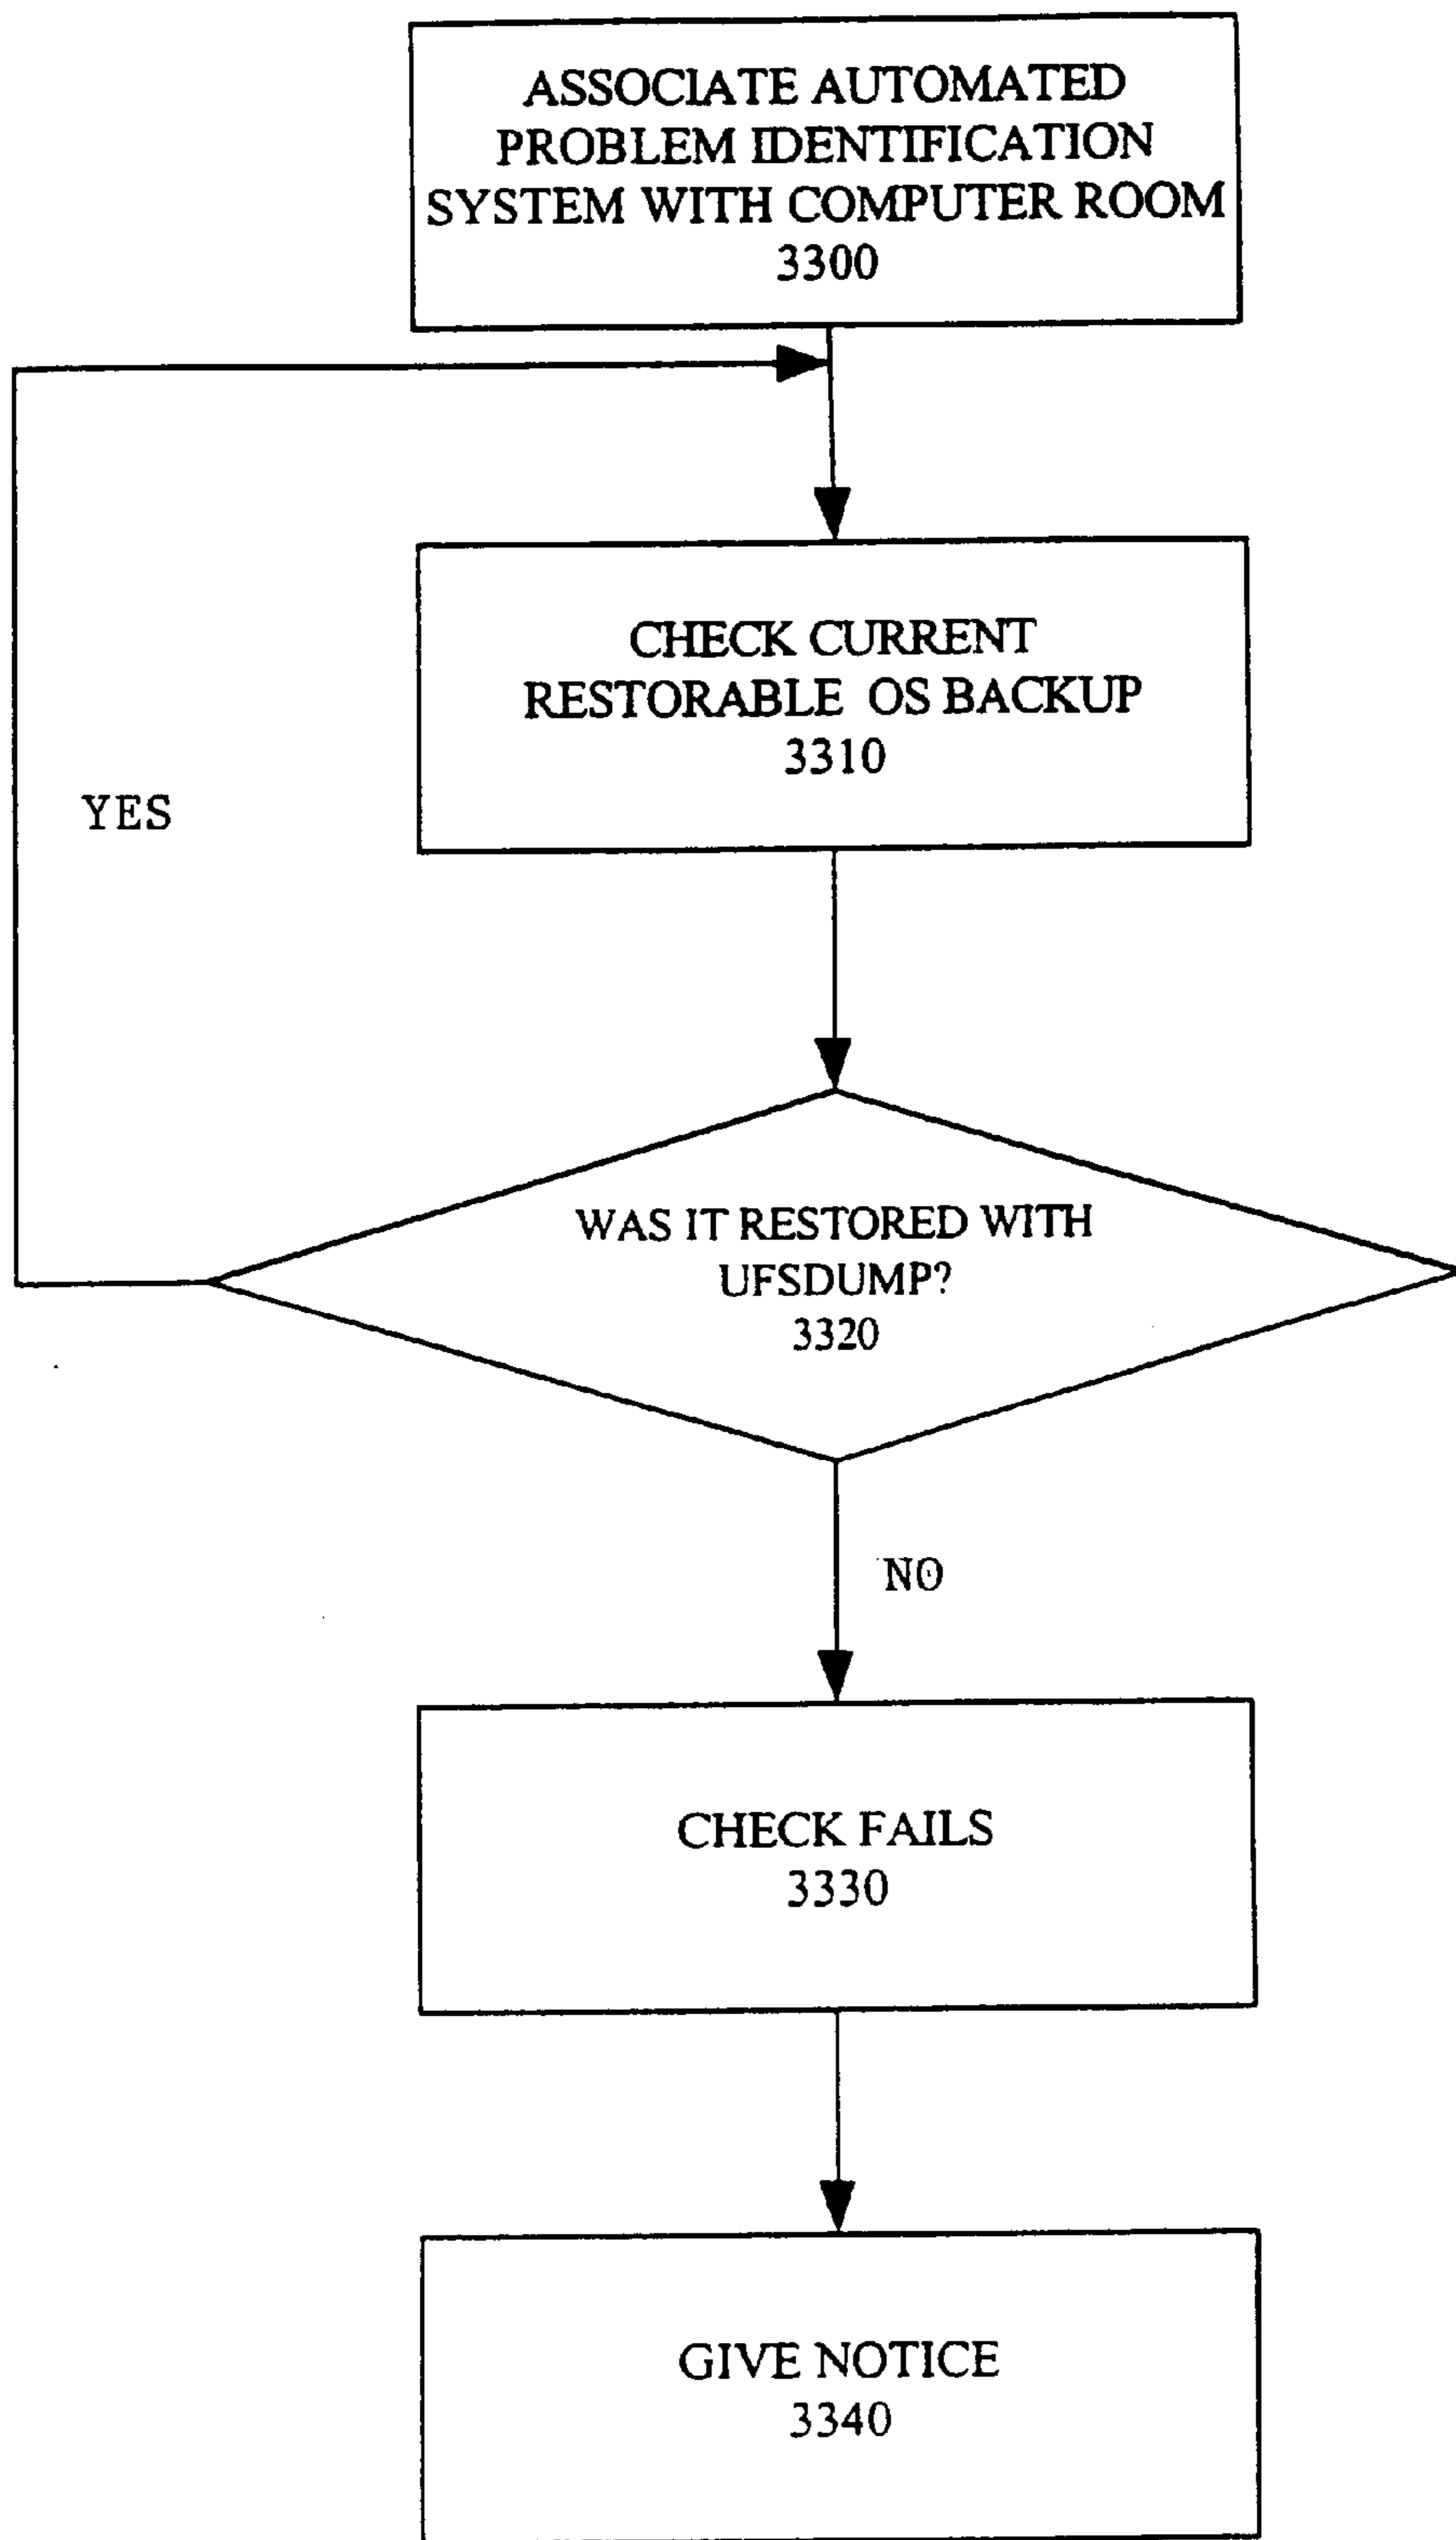 ASSOCIATE AUTOMATED
PROBLEM IDENTIFICATION
SYSTEM WITH COMPUTER ROOM
3300
CHECK CURRENT
RESTORABLE OS BACKUP
3310
YES
WAS IT RESTORED WITH
UFSDUMP?
3320
NO
CHECK FAILS
3330
GIVE NOTICE
3340